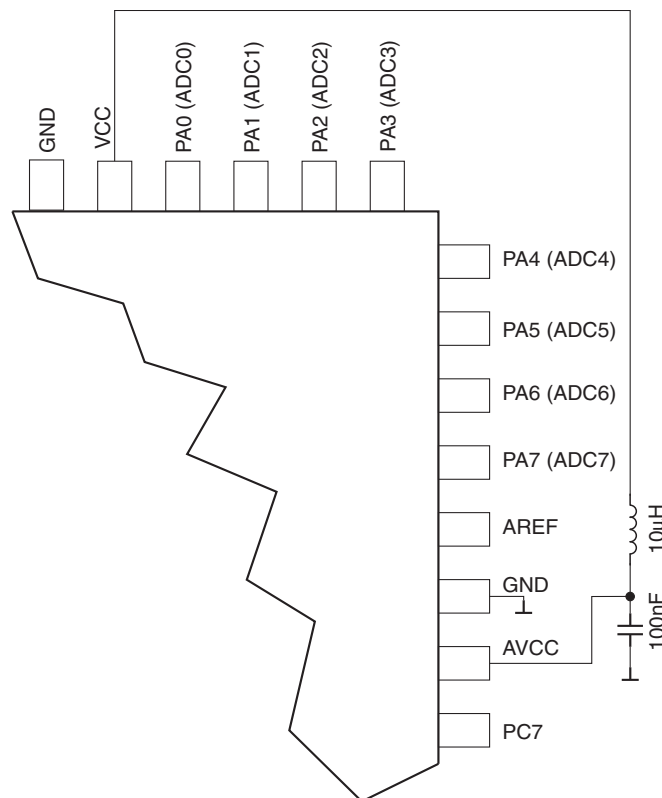 GND
VCC
PA0 (ADC0)
PA1 (ADC1)
PA2 (ADC2)
PA3 (ADC3)
PA4 (ADC4)
PA5 (ADC5)
PA6 (ADC6)
PA7 (ADC7)
AREF
GND
AVCC
PC7
10µH
100nF